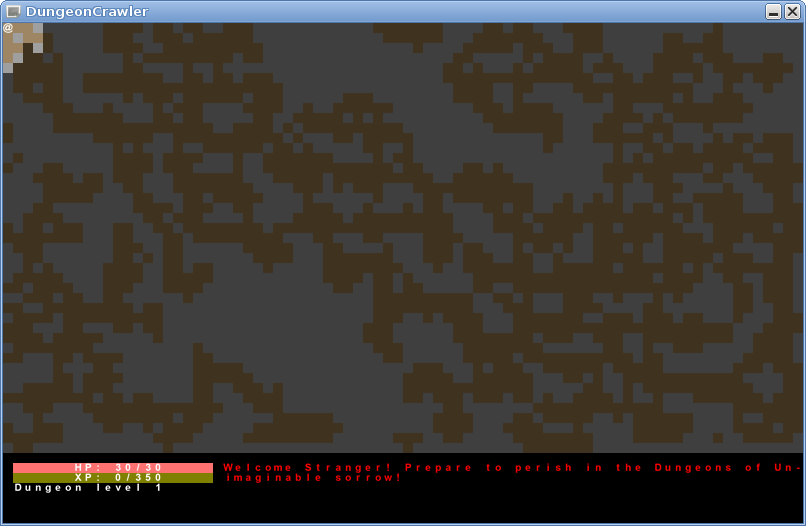 DungeonCrawler
@
HP: 30/30
XP: 0/350
Dungeon level 1
Welcome Stranger! Prepare to perish in the Dungeons of Un-
imaginable sorrow!